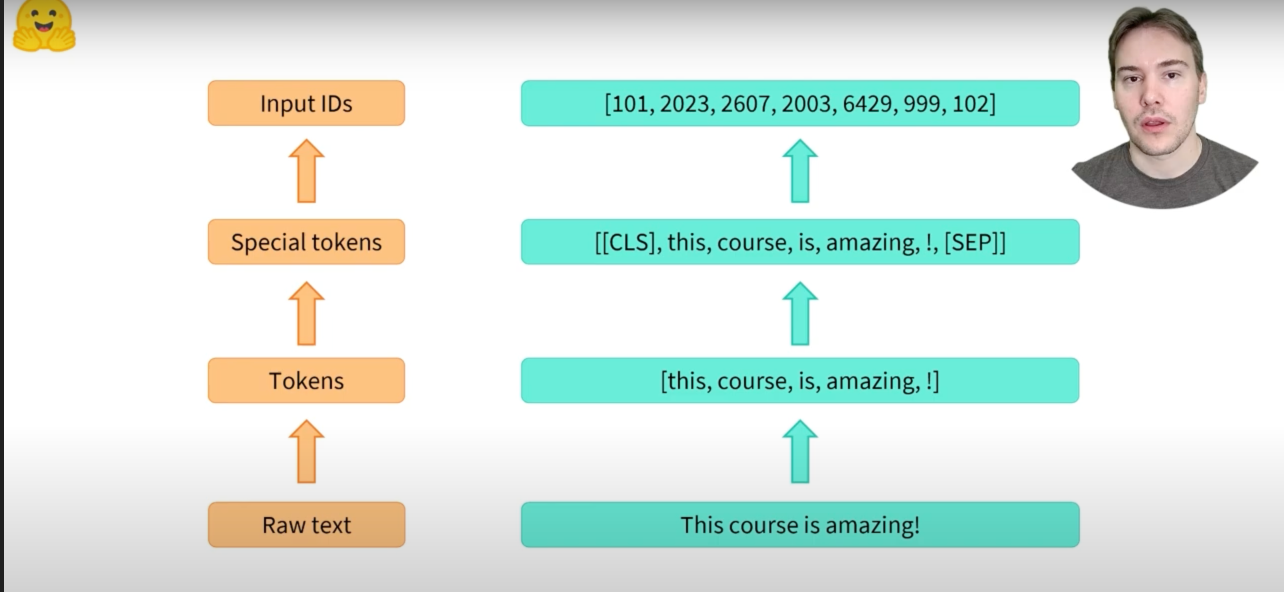 Input IDs
[101, 2023, 2607, 2003, 6429, 999, 102]
Special tokens
[[CLS], this, course, is, amazing, !, [SEP]]
Tokens
[this, course, is, amazing, !]
Raw text
This course is amazing!